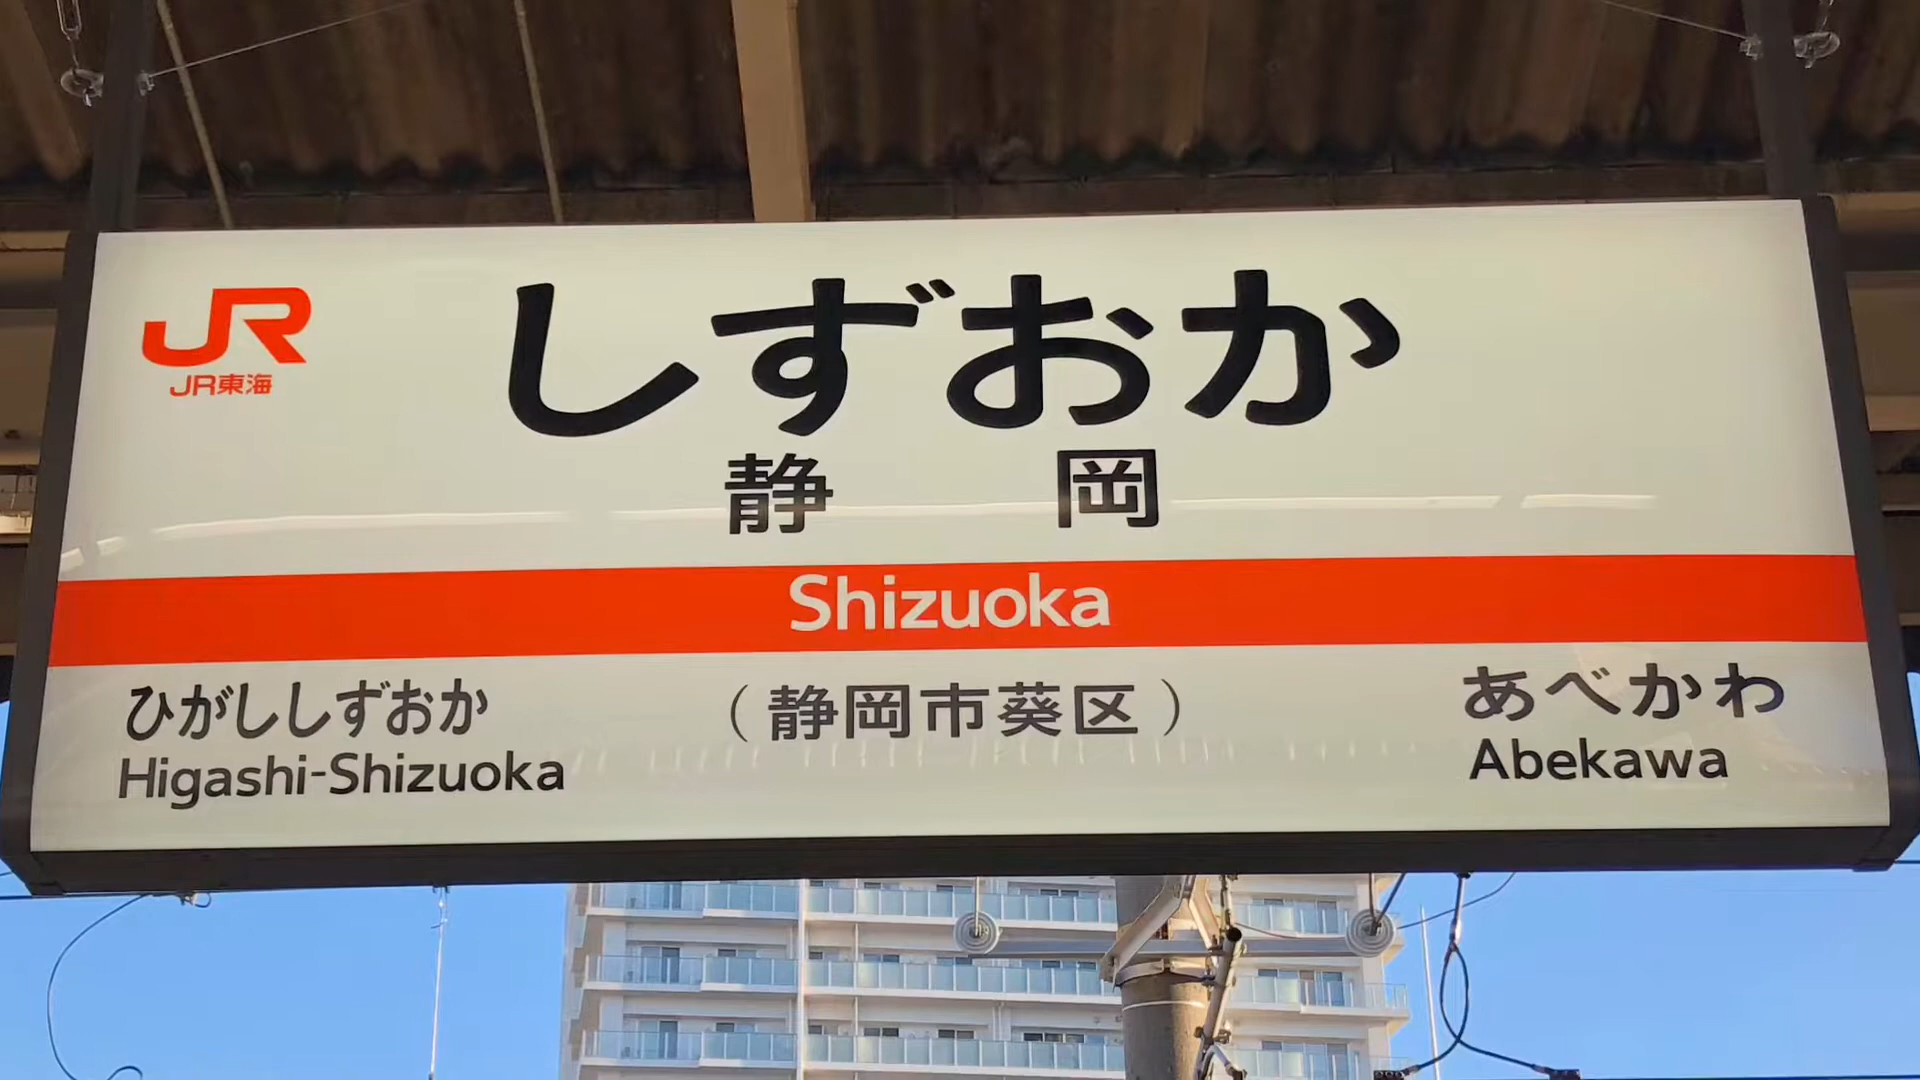 JR
JR東海
しずおか
静岡
Shizuoka
ひがししずおか
Higashi-Shizuoka
（静岡市葵区）
あべかわ
Abekawa